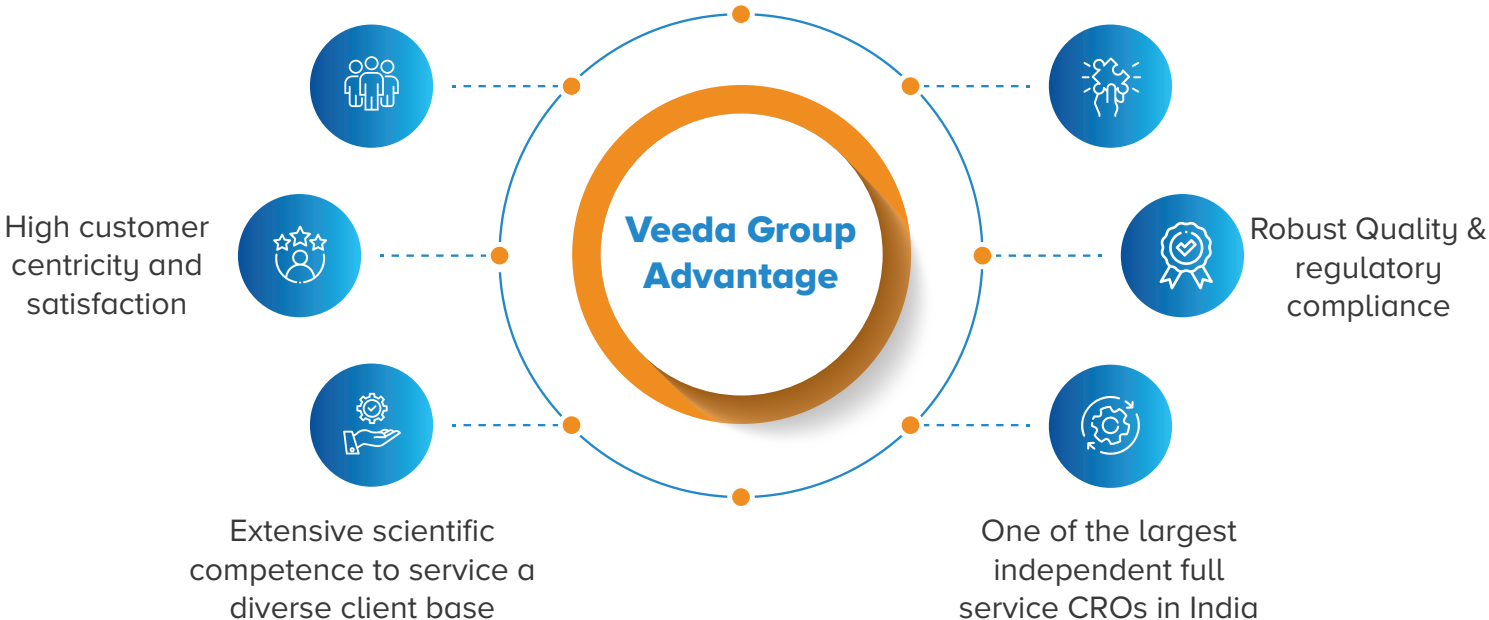 High customer
centricity and
satisfaction
Veeda Group
Advantage
Robust Quality &
regulatory
compliance
Extensive scientific
competence to service a
diverse client base
One of the largest
independent full
service CROs in India